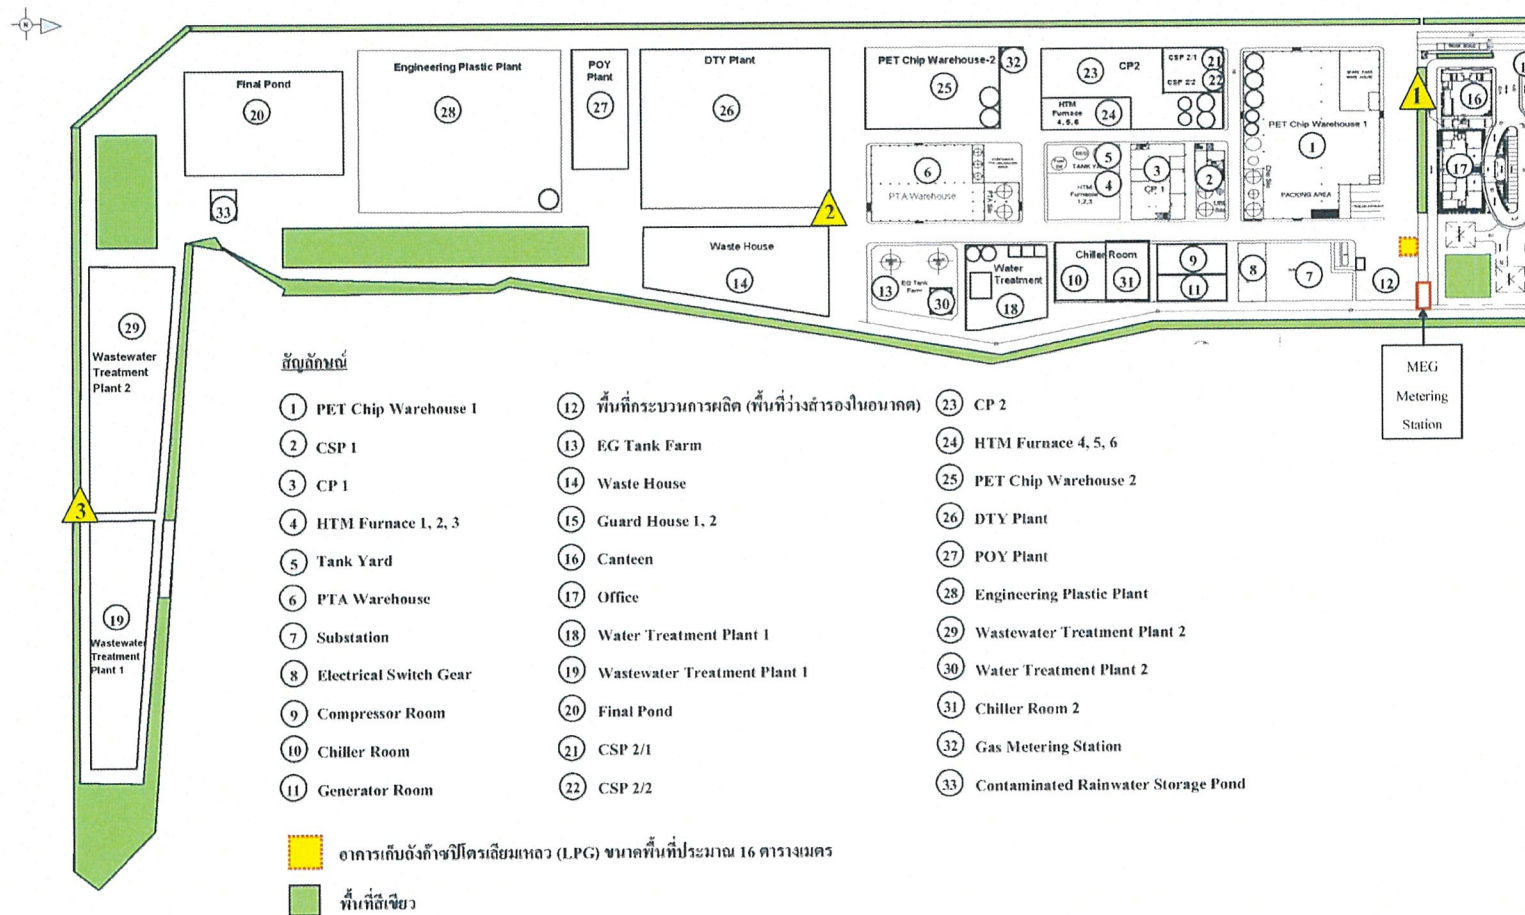 N
Final Pond
20
Engineering Plastic Plant
28
POY
Plant
27
DTY Plant
26
PET Chip Warehouse-2
32
25
23
CP2
CSP 2/1
21
CSP 2/2
22
HTM
Furnace
4, 5, 6
24
PET Chip Warehouse 1
1
PACKING AREA
1
16
17
33
6
PTA Warehouse
PTA Silo
5
TANK YARD
4
HTM
Furnace
1,2,3
3
CP 1
2
2
Waste House
14
13
EG Tank
Farm
30
Water
Treatment
18
Chiller Room
10
31
9
11
8
7
12
29
Wastewater
Treatment
Plant 2
3
19
Wastewater
Treatment
Plant 1
MEG
Metering
Station
สัญลักษณ์
1 PET Chip Warehouse 1
2 CSP 1
3 CP 1
4 HTM Furnace 1, 2, 3
5 Tank Yard
6 PTA Warehouse
7 Substation
8 Electrical Switch Gear
9 Compressor Room
10 Chiller Room
11 Generator Room
12 พื้นที่กระบวนการผลิต (พื้นที่ว่างสำรองในอนาคต)
13 EG Tank Farm
14 Waste House
15 Guard House 1, 2
16 Canteen
17 Office
18 Water Treatment Plant 1
19 Wastewater Treatment Plant 1
20 Final Pond
21 CSP 2/1
22 CSP 2/2
23 CP 2
24 HTM Furnace 4, 5, 6
25 PET Chip Warehouse 2
26 DTY Plant
27 POY Plant
28 Engineering Plastic Plant
29 Wastewater Treatment Plant 2
30 Water Treatment Plant 2
31 Chiller Room 2
32 Gas Metering Station
33 Contaminated Rainwater Storage Pond
อาคารเก็บถังก๊าซปิโตรเลียมเหลว (LPG) ขนาดพื้นที่ประมาณ 16 ตารางเมตร
พื้นที่สีเขียว